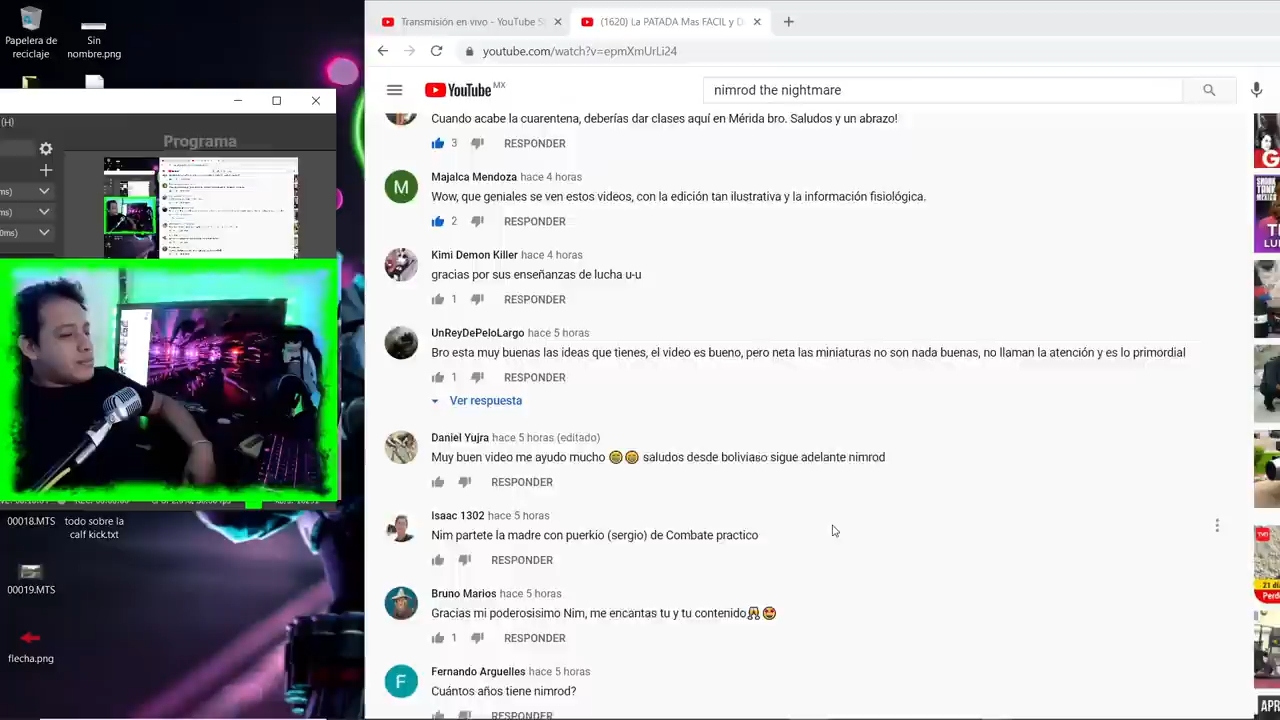 Papelera de
reciclaje
Sin
nombre.png
Transmisión en vivo - YouTube S
(1620) La PATADA Mas FACIL y D
youtube.com/watch?v=epmXmUrLi24
YouTube MX
nimrod the nightmare
(H)
Programa
ms)
ms)
0ms)
Cuando acabe la cuarentena, deberías dar clases aquí en Mérida bro. Saludos y un abrazo!
3 RESPONDER
M
Majalca Mendoza hace 4 horas
Wow, que geniales se ven estos videos, con la edición tan ilustrativa y la información metológica.
2 RESPONDER
Kimi Demon Killer hace 4 horas
gracias por sus enseñanzas de lucha u-u
1 RESPONDER
UnReyDePeloLargo hace 5 horas
Bro esta muy buenas las ideas que tienes, el video es bueno, pero neta las miniaturas no son nada buenas, no llaman la atención y es lo primordial
1 RESPONDER
Ver respuesta
Daniel Yujra hace 5 horas (editado)
Muy buen video me ayudo mucho 😁😁 saludos desde boliviaʙᴏ sigue adelante nimrod
RESPONDER
Isaac 1302 hace 5 horas
Nim partete la madre con puerkio (sergio) de Combate practico
RESPONDER
Bruno Marios hace 5 horas
Gracias mi poderosisimo Nim, me encantas tu y tu contenido🥂😍
1 RESPONDER
F
Fernando Arguelles hace 5 horas
Cuántos años tiene nimrod?
RESPONDER
00018.MTS
todo sobre la
calf kick.txt
00019.MTS
flecha.png
21 día
Perd
APR